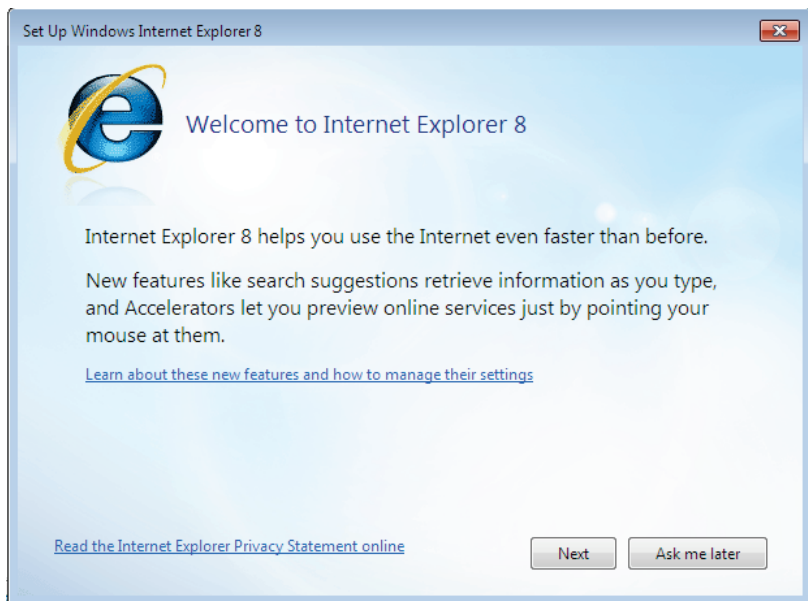 Set Up Windows Internet Explorer 8
Welcome to Internet Explorer 8
Internet Explorer 8 helps you use the Internet even faster than before.
New features like search suggestions retrieve information as you type,
and Accelerators let you preview online services just by pointing your
mouse at them.
Learn about these new features and how to manage their settings
Read the Internet Explorer Privacy Statement online
Next
Ask me later